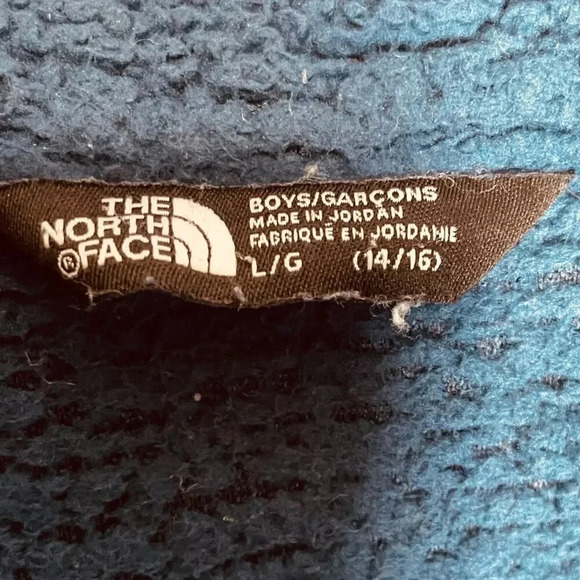 THE
NORTH
FACE
®
BOYS/GARÇONS
MADE IN JORDAN
FABRIQUÉ EN JORDANIE
L/G (14/16)